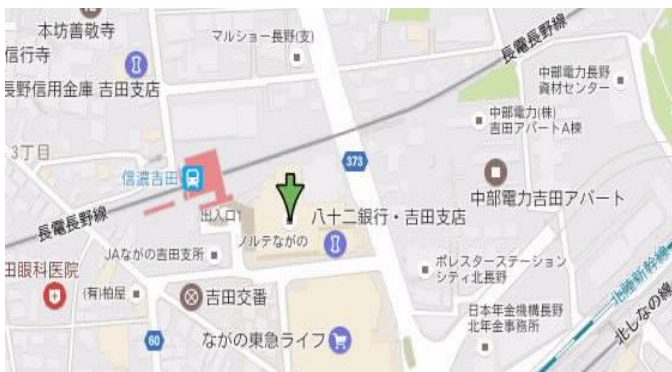 本坊善敬寺
信行寺
長野信用金庫 吉田支店
マルショー長野(支)
長電長野線
中部電力長野
資材センター
中部電力(株)
吉田アパートA棟
3丁目
信濃吉田
373
中部電力吉田アパート
出入口1
八十二銀行・吉田支店
ノルテながの
長電長野線
JAながの吉田支所
田眼科医院
(有)柏屋
吉田交番
ポレスターステーション
シティ北長野
北陸新幹線
北しなの線
日本年金機構長野
北年金事務所
60
ながの東急ライフ